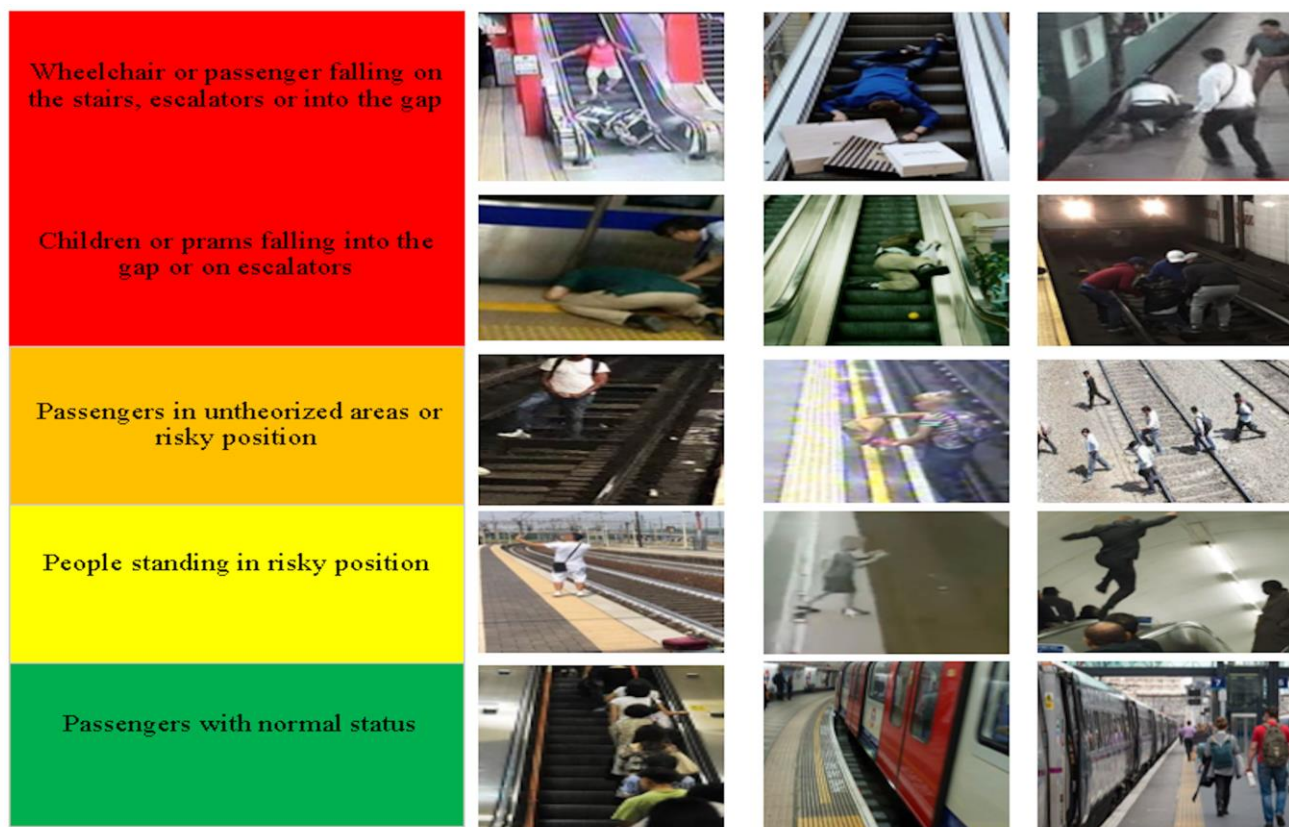 Wheelchair or passenger falling on
the stairs, escalators or into the gap
Children or prams falling into the
gap or on escalators
Passengers in untheorized areas or
risky position
People standing in risky position
Passengers with normal status